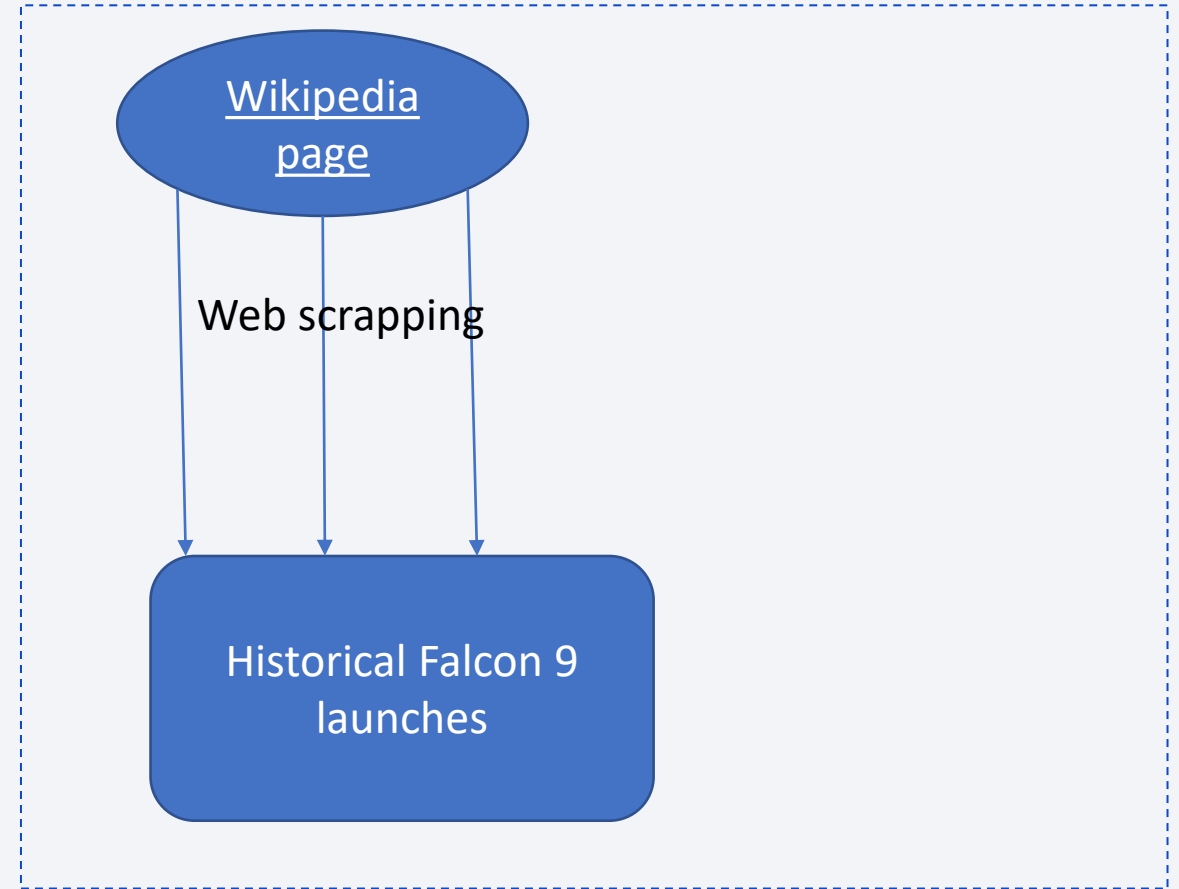 Wikipedia
page
Web scrapping
Historical Falcon 9
launches